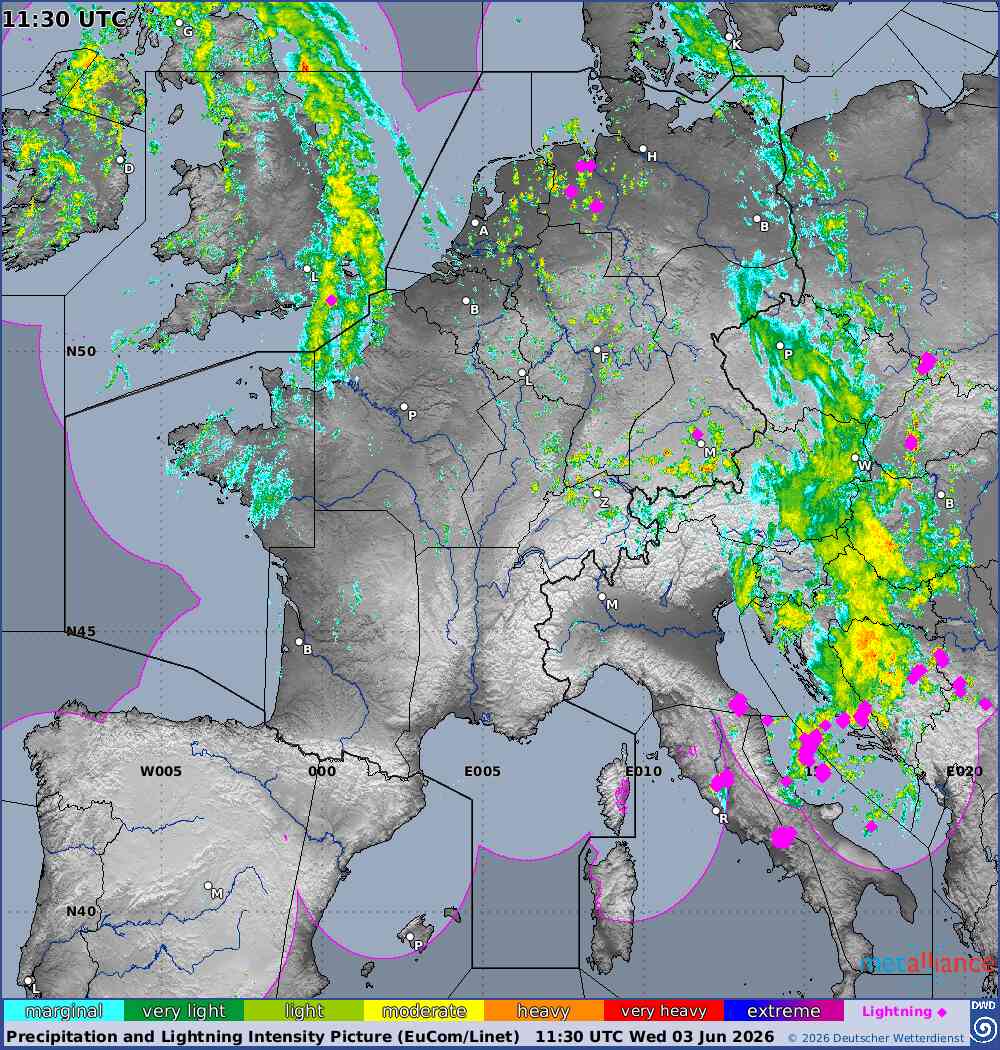 11:30 UTC
G
K
D
H
A
B
L
B
N50
F
P
L
P
M
W
Z
B
M
N45
B
W005
000
E005
E010
15
E020
R
M
N40
P
L
metalliance
marginal very light light moderate heavy very heavy extreme Lightning
DWD
Precipitation and Lightning Intensity Picture (EuCom/Linet) 11:30 UTC Wed 03 Jun 2026 © 2026 Deutscher Wetterdienst